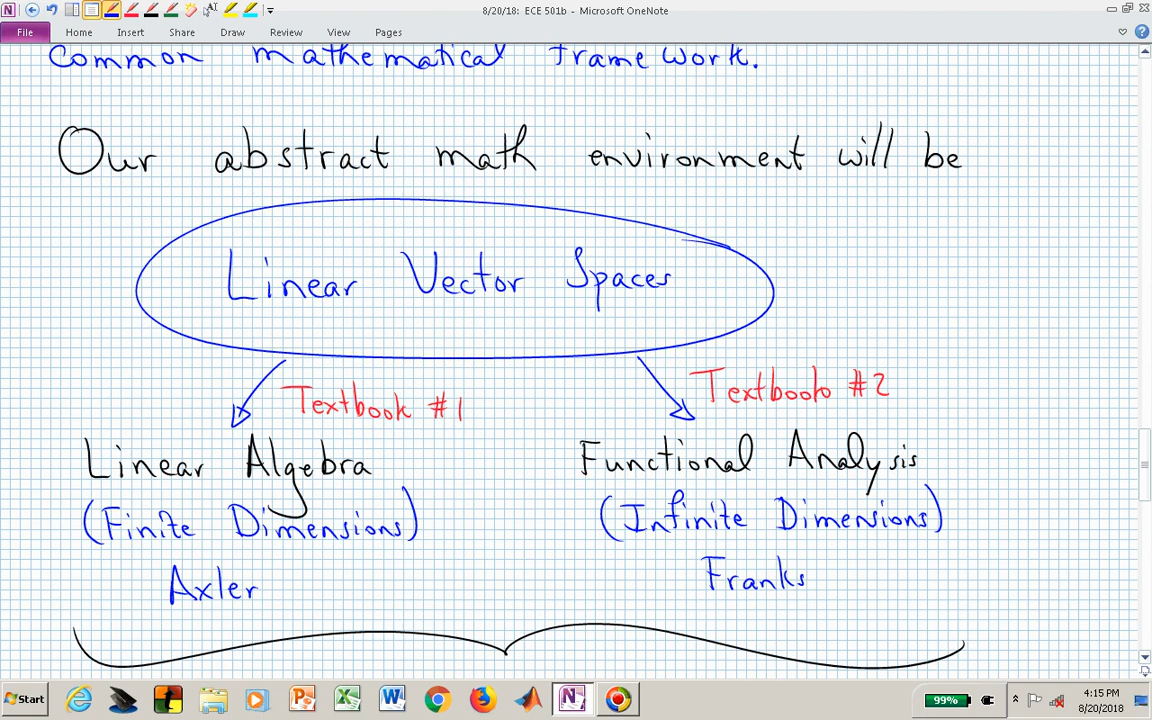 8/20/18: ECE 501b - Microsoft OneNote
File Home Insert Share Draw Review View Pages
Common mathematical framework.
Our abstract math environment will be
Linear Vector Spaces
Textbook #1 Textbook #2
Linear Algebra Functional Analysis
(Finite Dimensions) (Infinite Dimensions)
Axler Franks
Start 99% 4:15 PM
8/20/2018